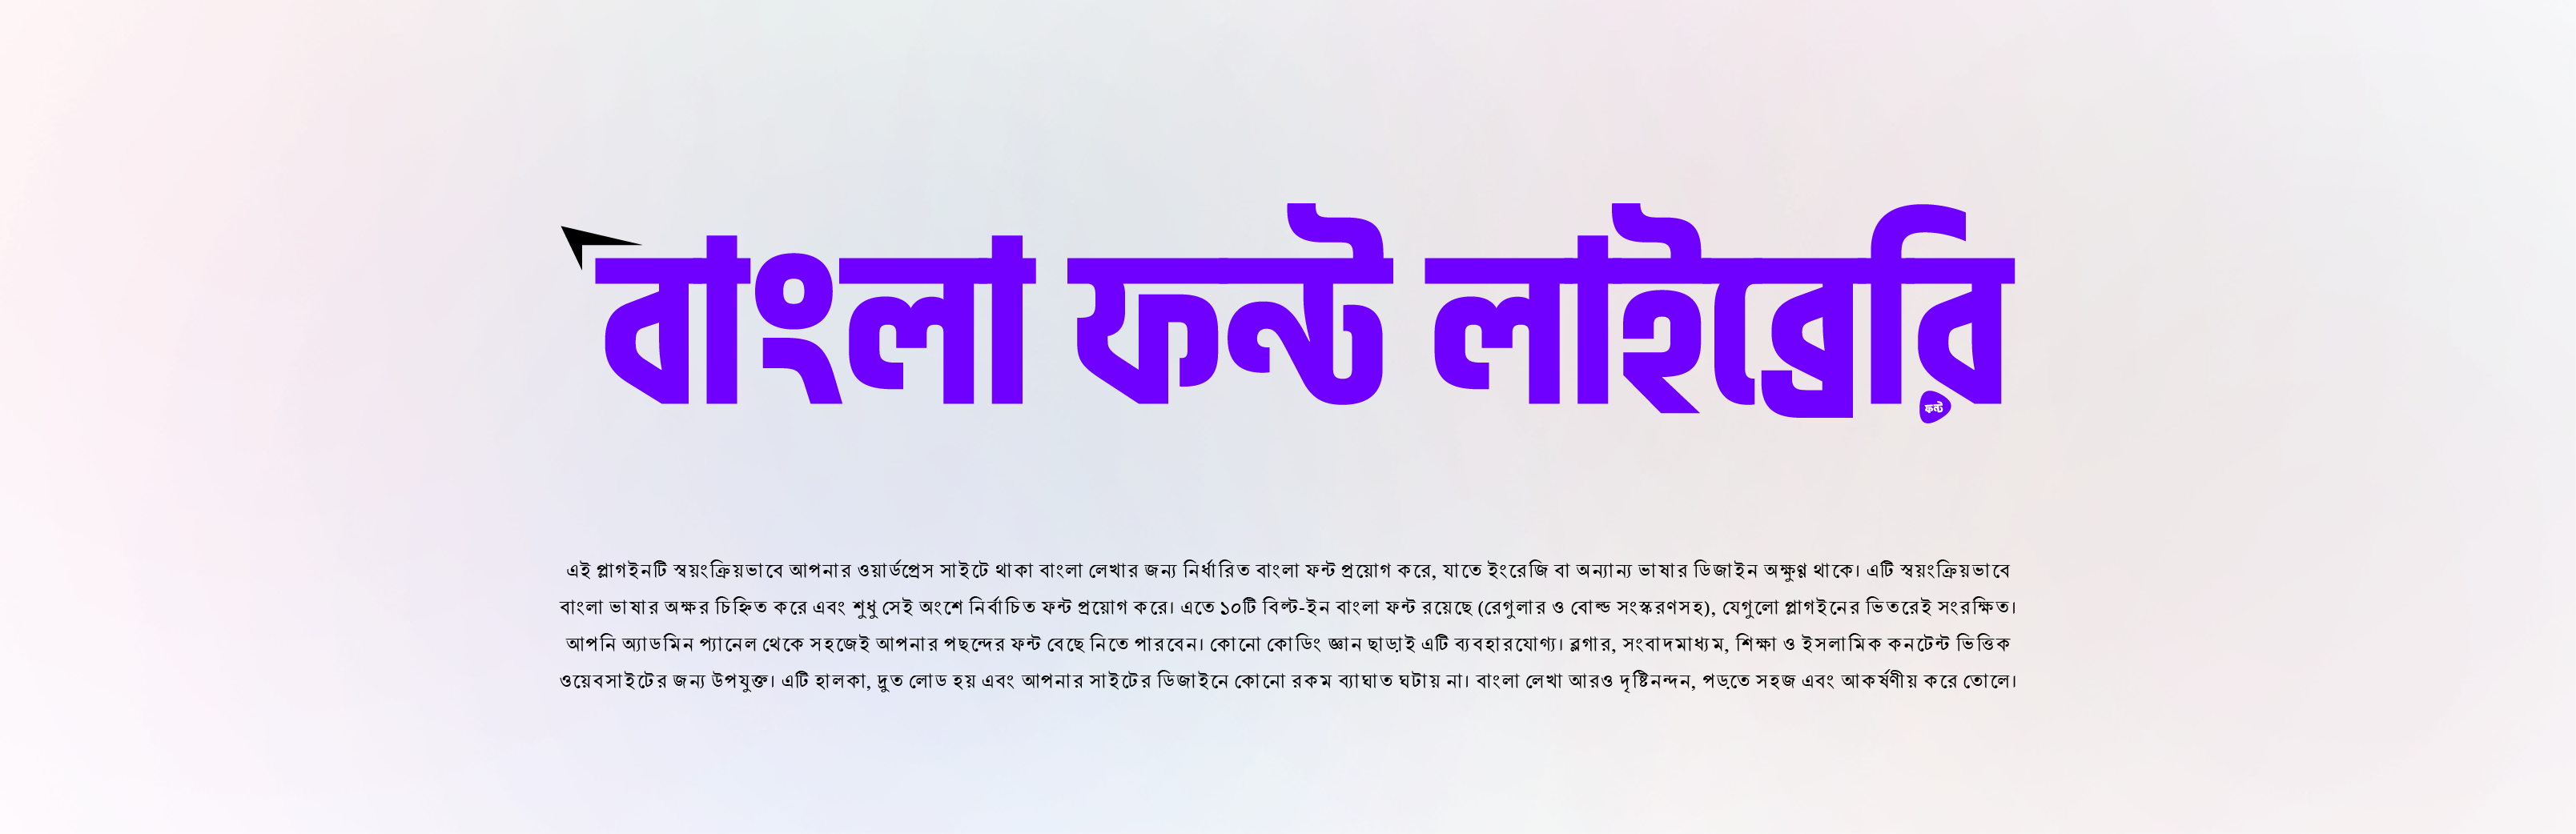 বাংলা ফন্ট লাইব্রেরি
ফন্ট
এই প্লাগইনটি স্বয়ংক্রিয়ভাবে আপনার ওয়ার্ডপ্রেস সাইটে থাকা বাংলা লেখার জন্য নির্ধারিত বাংলা ফন্ট প্রয়োগ করে, যাতে ইংরেজি বা অন্যান্য ভাষার ডিজাইন অক্ষুণ্ণ থাকে। এটি স্বয়ংক্রিয়ভাবে
বাংলা ভাষার অক্ষর চিহ্নিত করে এবং শুধু সেই অংশে নির্বাচিত ফন্ট প্রয়োগ করে। এতে ১০টি বিল্ট-ইন বাংলা ফন্ট রয়েছে (রেগুলার ও বোল্ড সংস্করণসহ), যেগুলো প্লাগইনের ভিতরেই সংরক্ষিত।
আপনি অ্যাডমিন প্যানেল থেকে সহজেই আপনার পছন্দের ফন্ট বেছে নিতে পারবেন। কোনো কোডিং জ্ঞান ছাড়াই এটি ব্যবহারযোগ্য। ব্লগার, সংবাদমাধ্যম, শিক্ষা ও ইসলামিক কনটেন্ট ভিত্তিক
ওয়েবসাইটের জন্য উপযুক্ত। এটি হালকা, দ্রুত লোড হয় এবং আপনার সাইটের ডিজাইনে কোনো রকম ব্যাঘাত ঘটায় না। বাংলা লেখা আরও দৃষ্টিনন্দন, পড়তে সহজ এবং আকর্ষণীয় করে তোলে।